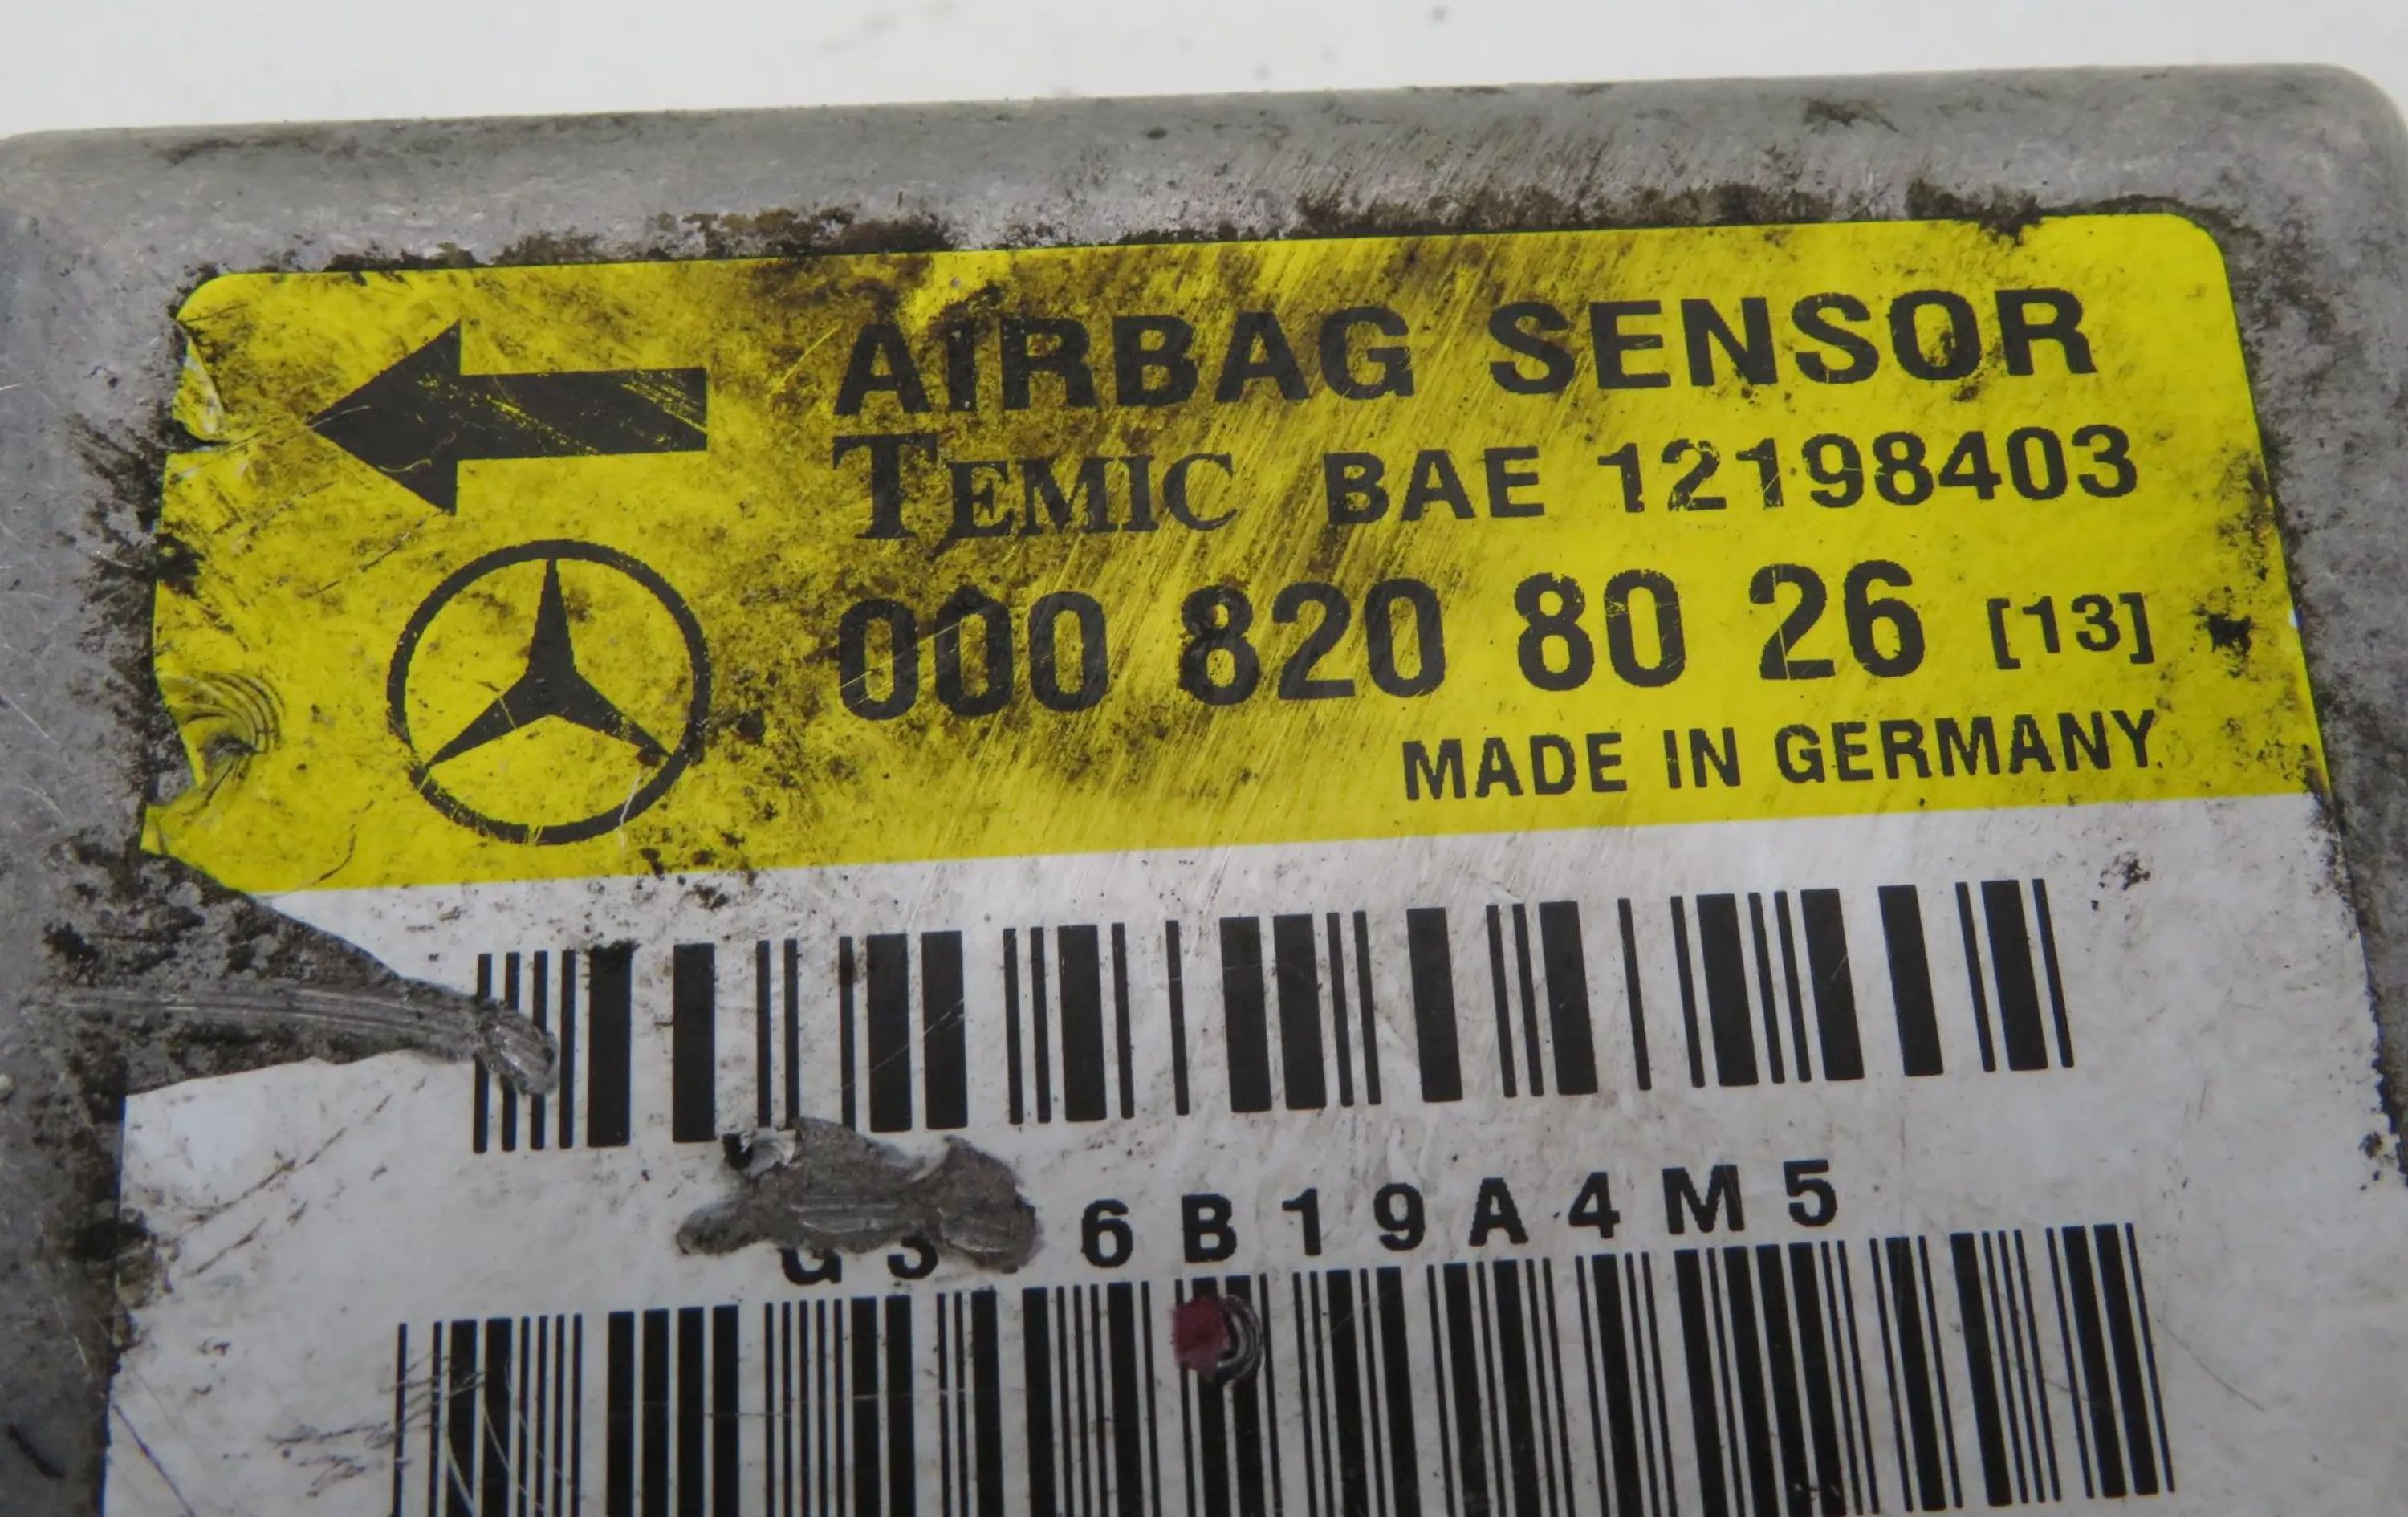 AIRBAG SENSOR
TEMIC BAE 12198403
000 820 80 26 [13]
MADE IN GERMANY
6B19A4M5